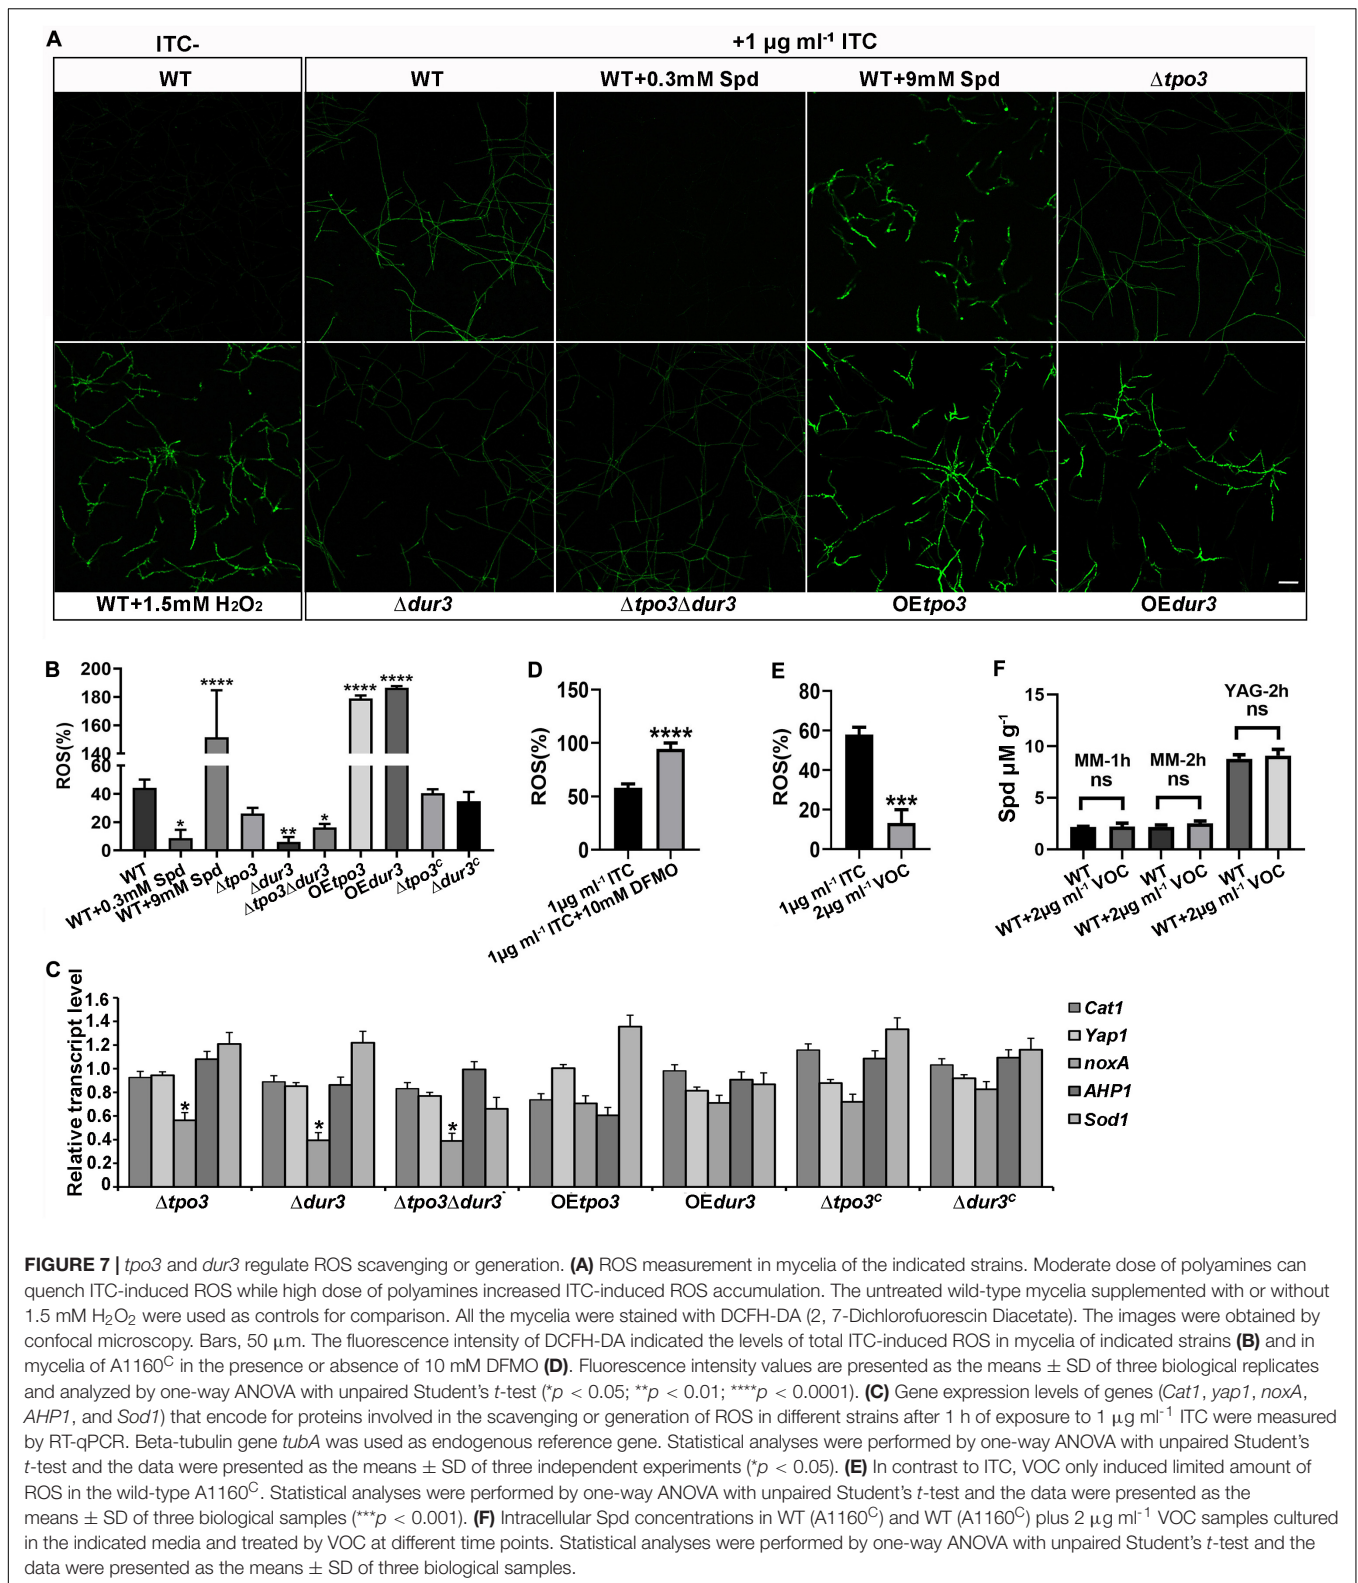 A
ITC-
+1 µg ml⁻¹ ITC
WT
WT
WT+0.3mM Spd
WT+9mM Spd
Δtpo3
WT+1.5mM H₂O₂
Δdur3
Δtpo3Δdur3
OEtpo3
OEdur3
B
ROS(%)
200
180
160
140
60
40
20
0
****
*
**
*
****
****
WT
WT+0.3mM Spd
WT+9mM Spd
Δtpo3
Δdur3
Δtpo3Δdur3
OEtpo3
OEdur3
Δtpo3ᶜ
Δdur3ᶜ
D
ROS(%)
150
100
50
0
****
1µg ml⁻¹ ITC
1µg ml⁻¹ ITC+10mM DFMO
E
ROS(%)
80
60
40
20
0
***
1µg ml⁻¹ ITC
2µg ml⁻¹ VOC
F
Spd µM g⁻¹
15
10
5
0
MM-1h
ns
MM-2h
ns
YAG-2h
ns
WT
WT+2µg ml⁻¹ VOC
WT
WT+2µg ml⁻¹ VOC
WT
WT+2µg ml⁻¹ VOC
C
Relative transcript level
1.6
1.4
1.2
1.0
0.8
0.6
0.4
0.2
0
*
*
*
Δtpo3
Δdur3
Δtpo3Δdur3
OEtpo3
OEdur3
Δtpo3ᶜ
Δdur3ᶜ
Cat1
Yap1
noxA
AHP1
Sod1
FIGURE 7 | tpo3 and dur3 regulate ROS scavenging or generation. (A) ROS measurement in mycelia of the indicated strains. Moderate dose of polyamines can
quench ITC-induced ROS while high dose of polyamines increased ITC-induced ROS accumulation. The untreated wild-type mycelia supplemented with or without
1.5 mM H₂O₂ were used as controls for comparison. All the mycelia were stained with DCFH-DA (2, 7-Dichlorofuorescin Diacetate). The images were obtained by
confocal microscopy. Bars, 50 µm. The fluorescence intensity of DCFH-DA indicated the levels of total ITC-induced ROS in mycelia of indicated strains (B) and in
mycelia of A1160ᶜ in the presence or absence of 10 mM DFMO (D). Fluorescence intensity values are presented as the means ± SD of three biological replicates
and analyzed by one-way ANOVA with unpaired Student's t-test (*p < 0.05; **p < 0.01; ****p < 0.0001). (C) Gene expression levels of genes (Cat1, yap1, noxA,
AHP1, and Sod1) that encode for proteins involved in the scavenging or generation of ROS in different strains after 1 h of exposure to 1 µg ml⁻¹ ITC were measured
by RT-qPCR. Beta-tubulin gene tubA was used as endogenous reference gene. Statistical analyses were performed by one-way ANOVA with unpaired Student's
t-test and the data were presented as the means ± SD of three independent experiments (*p < 0.05). (E) In contrast to ITC, VOC only induced limited amount of
ROS in the wild-type A1160ᶜ. Statistical analyses were performed by one-way ANOVA with unpaired Student's t-test and the data were presented as the
means ± SD of three biological samples (***p < 0.001). (F) Intracellular Spd concentrations in WT (A1160ᶜ) and WT (A1160ᶜ) plus 2 µg ml⁻¹ VOC samples cultured
in the indicated media and treated by VOC at different time points. Statistical analyses were performed by one-way ANOVA with unpaired Student's t-test and the
data were presented as the means ± SD of three biological samples.